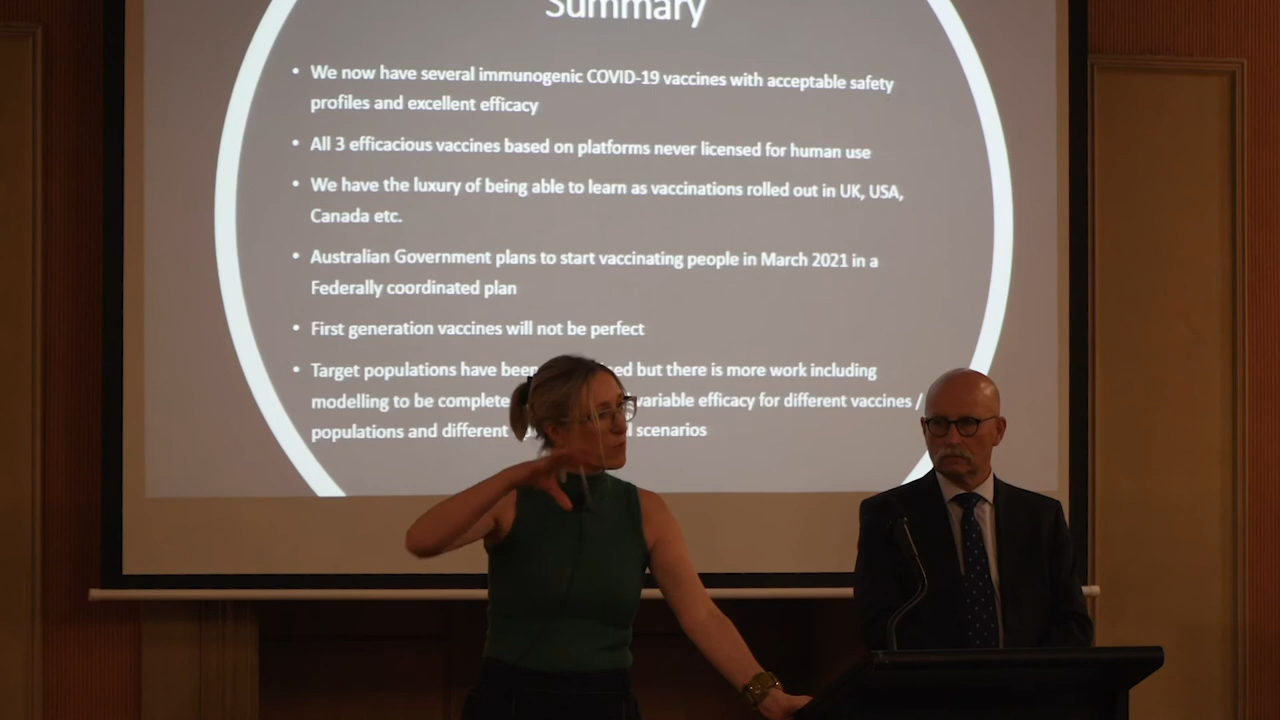 Summary
• We now have several immunogenic COVID-19 vaccines with acceptable safety
profiles and excellent efficacy
• All 3 efficacious vaccines based on platforms never licensed for human use
• We have the luxury of being able to learn as vaccinations rolled out in UK, USA,
Canada etc.
• Australian Government plans to start vaccinating people in March 2021 in a
Federally coordinated plan
• First generation vaccines will not be perfect
• Target populations have been but there is more work including
modelling to be complete variable efficacy for different vaccines /
populations and different scenarios